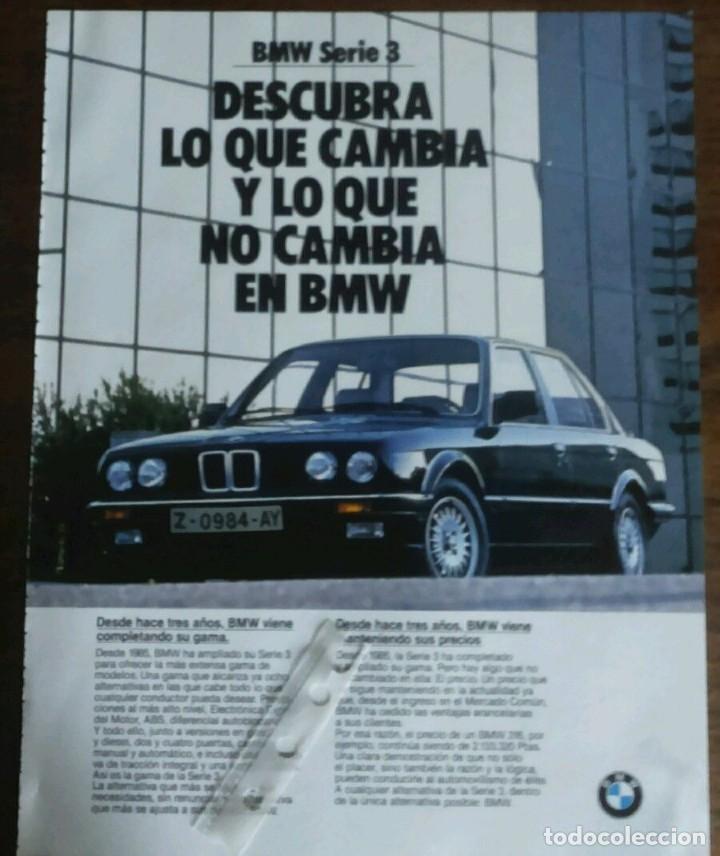 BMW Serie 3
DESCUBRA
LO QUE CAMBIA
Y LO QUE
NO CAMBIA
EN BMW
Z-0984-AY
Desde hace tres años, BMW viene
completando su gama.
Desde 1985, BMW ha ampliado su Serie 3
para ofrecer la más extensa gama de
modelos. Una gama que alcanza ya ocho
alternativas en las que cabe todo lo que
cualquier conductor pueda desear.
ciones al más alto nivel, Electrónica
del Motor, ABS, diferencial
Y todo ello, junto a versiones en
y diesel, dos y cuatro puertas,
manual y automático, e
va de tracción integral y una
Así es la gama de la Serie 3
La alternativa que más se
necesidades, sin
que más se ajusta a
Desde hace tres años, BMW viene
manteniendo sus precios
1985, la Serie 3 ha completado
su gama. Pero hay algo que no
cambiado en ella: El precio. Un precio que
sigue manteniendo en la actualidad ya
que, desde el ingreso en el Mercado Común,
BMW ha cedido las ventajas arancelarias
a sus clientes.
Por esa razón, el precio de un BMW 316, por
ejemplo, continúa siendo de 2.133.320 Ptas.
Una clara demostración de que no sólo
el placer, sino también la razón y la lógica,
pueden conducirle al automovilismo de élite.
A cualquier alternativa de la Serie 3, dentro
de la única alternativa posible: BMW.
BMW
todocoleccion